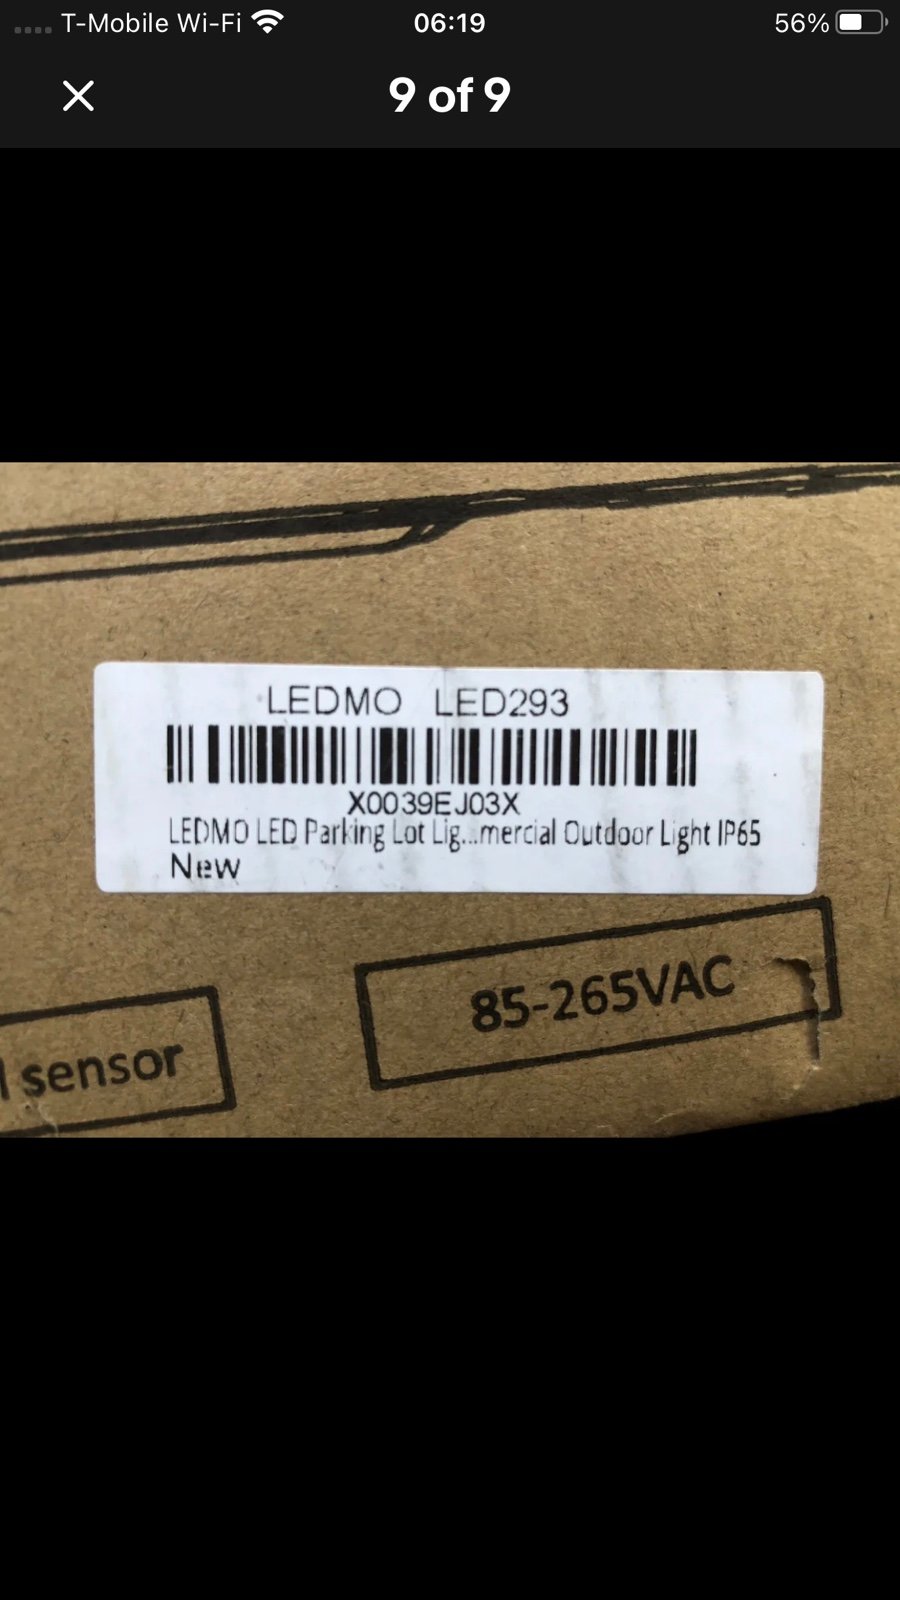 T-Mobile Wi-Fi 06:19 56%
9 of 9
LEDMO LED293
X0039EJ03X
LEDMO LED Parking Lot Lig...mercial Outdoor Light IP65
New
85-265VAC
l sensor